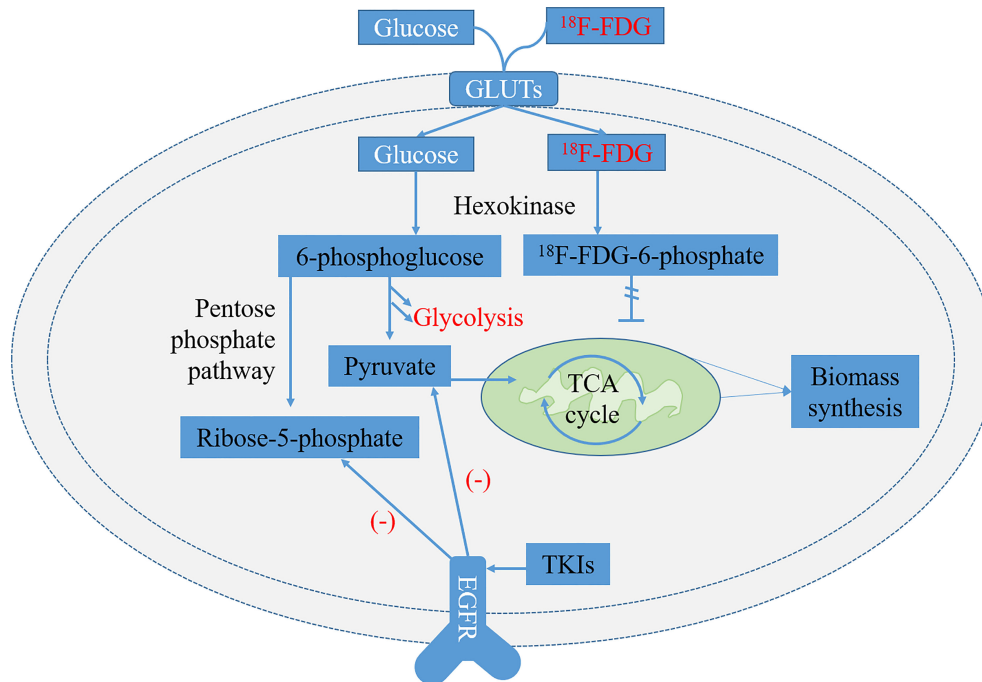 Glucose
¹⁸F-FDG
GLUTs
Glucose
¹⁸F-FDG
Hexokinase
6-phosphoglucose
¹⁸F-FDG-6-phosphate
Pentose
phosphate
pathway
Glycolysis
Pyruvate
TCA
cycle
Biomass
synthesis
Ribose-5-phosphate
(-)
(-)
TKIs
EGFR